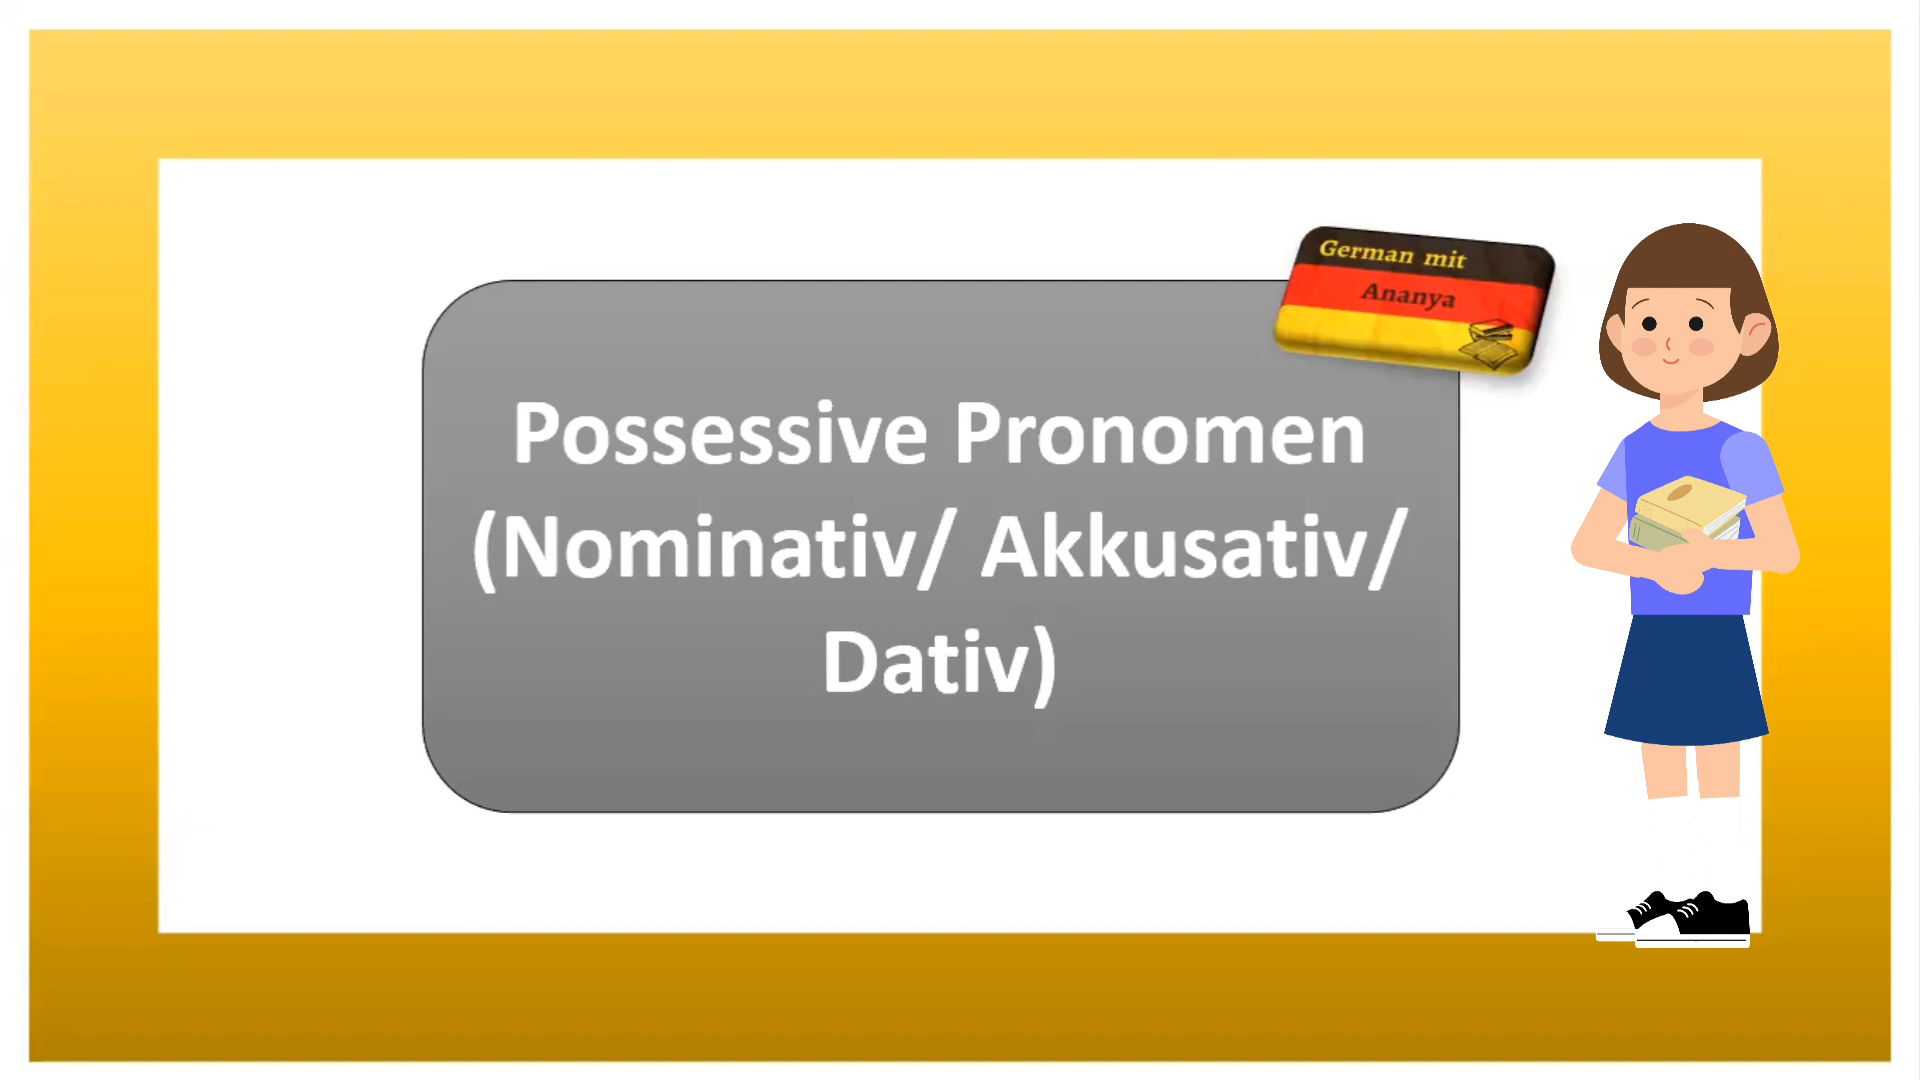 German mit
Ananya
Possessive Pronomen
(Nominativ/ Akkusativ/
Dativ)